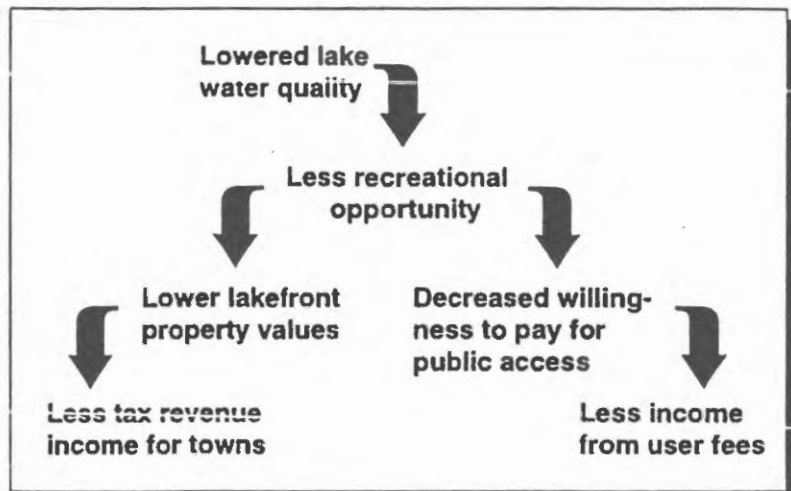 Lowered lake
water quality
Less recreational
opportunity
Lower lakefront
property values
Decreased willing-
ness to pay for
public access
Less tax revenue
income for towns
Less income
from user fees